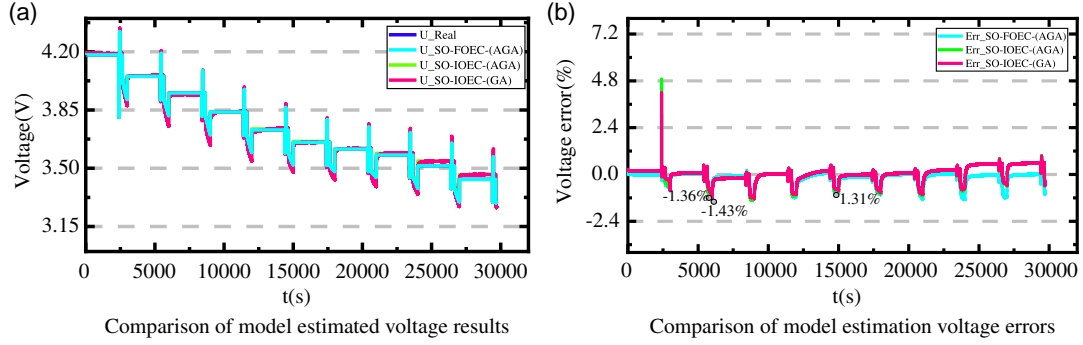 (a)
Voltage(V)
4.20
3.85
3.50
3.15
U_Real
U_SO-FOEC-(AGA)
U_SO-IOEC-(AGA)
U_SO-IOEC-(GA)
0 5000 10000 15000 20000 25000 30000
t(s)
Comparison of model estimated voltage results
(b)
Voltage error(%)
7.2
4.8
2.4
0.0
-2.4
Err_SO-FOEC-(AGA)
Err_SO-IOEC-(AGA)
Err_SO-IOEC-(GA)
-1.36%
-1.43%
1.31%
0 5000 10000 15000 20000 25000 30000
t(s)
Comparison of model estimation voltage errors